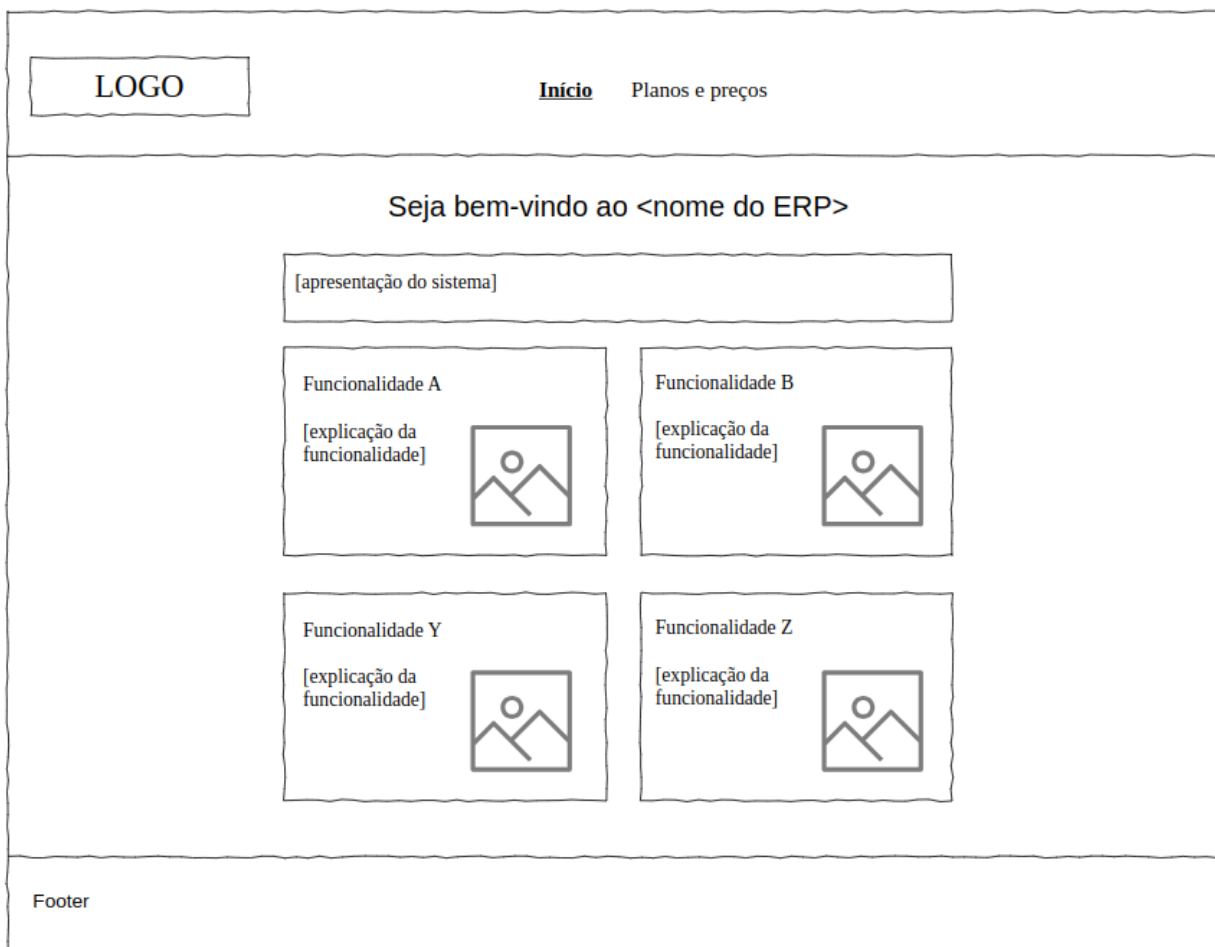 LOGO
Início
Planos e preços
Seja bem-vindo ao <nome do ERP>
[apresentação do sistema]
Funcionalidade A
[explicação da
funcionalidade]
Funcionalidade B
[explicação da
funcionalidade]
Funcionalidade Y
[explicação da
funcionalidade]
Funcionalidade Z
[explicação da
funcionalidade]
Footer